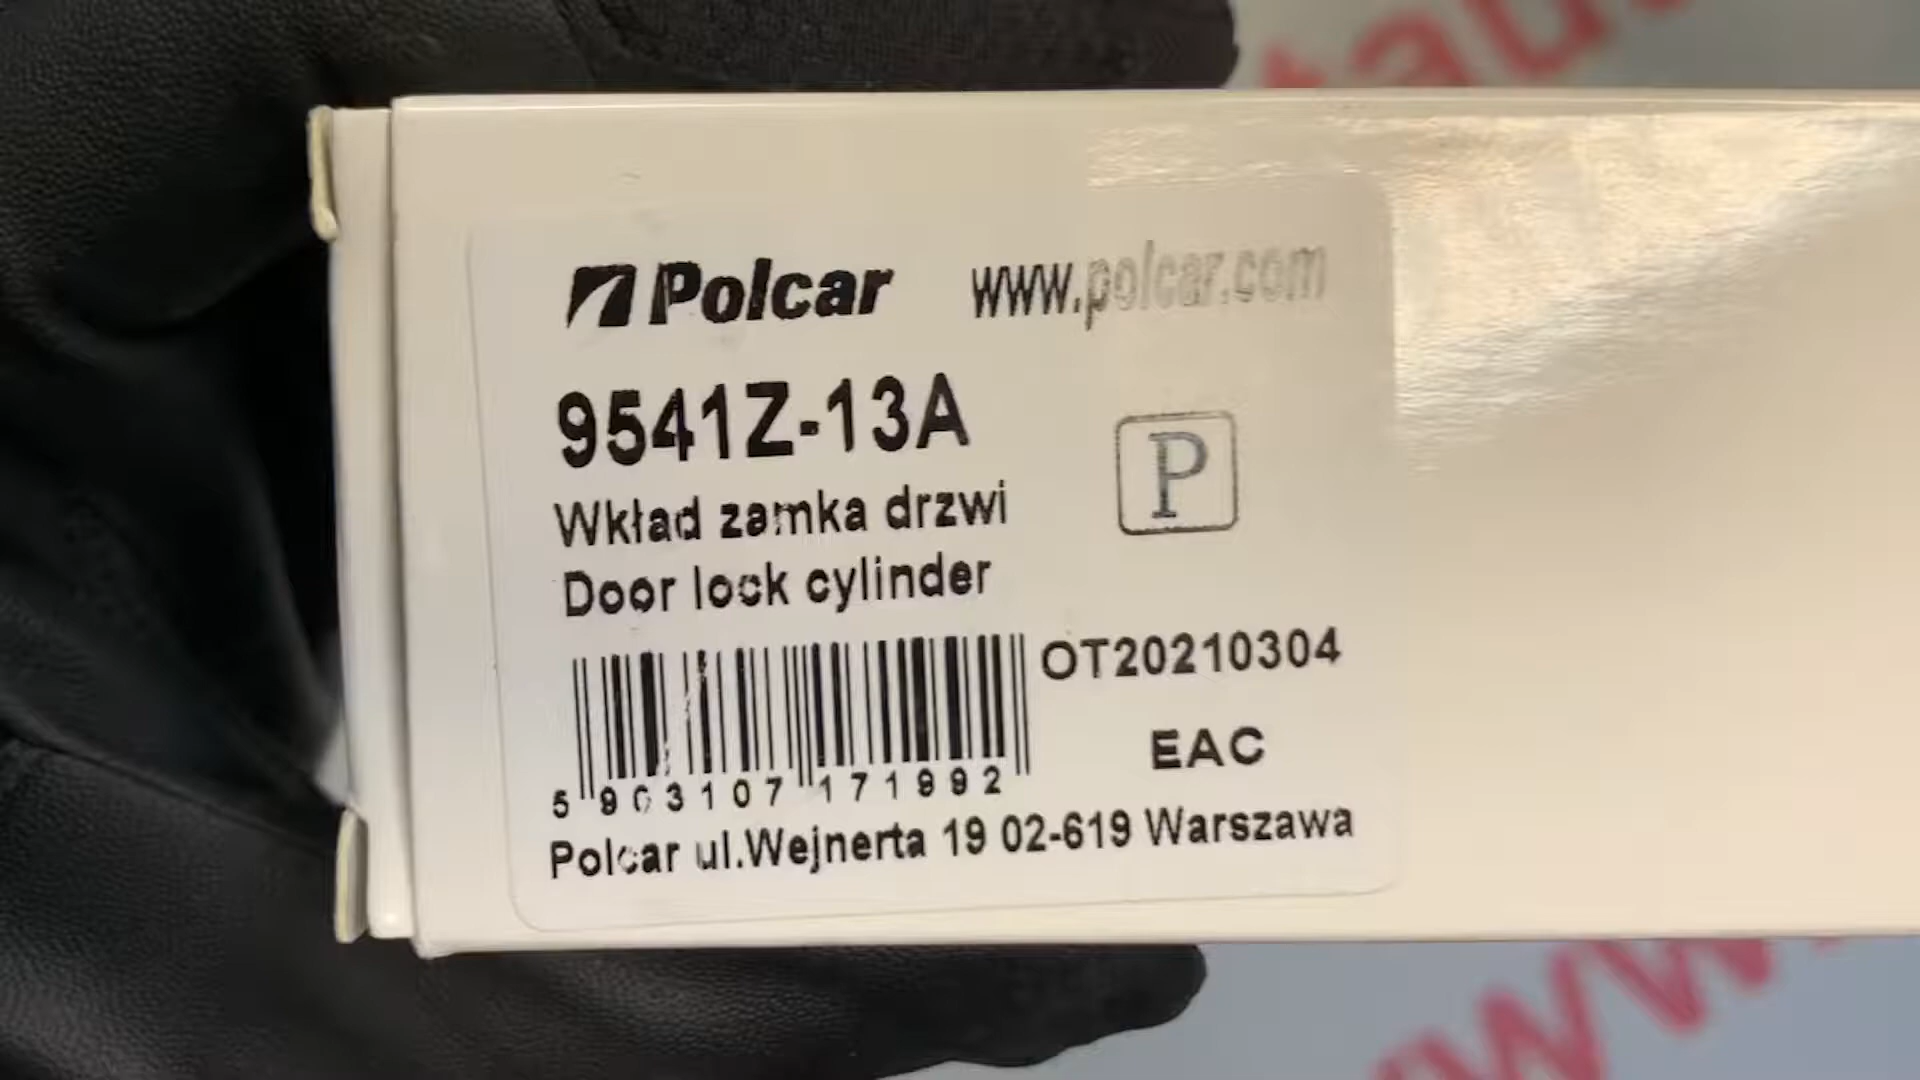 Polcar www.polcar.com
9541Z-13A
P
Wkład zamka drzwi
Door lock cylinder
OT20210304
EAC
5 903107 171992
Polcar ul.Wejnerta 19 02-619 Warszawa